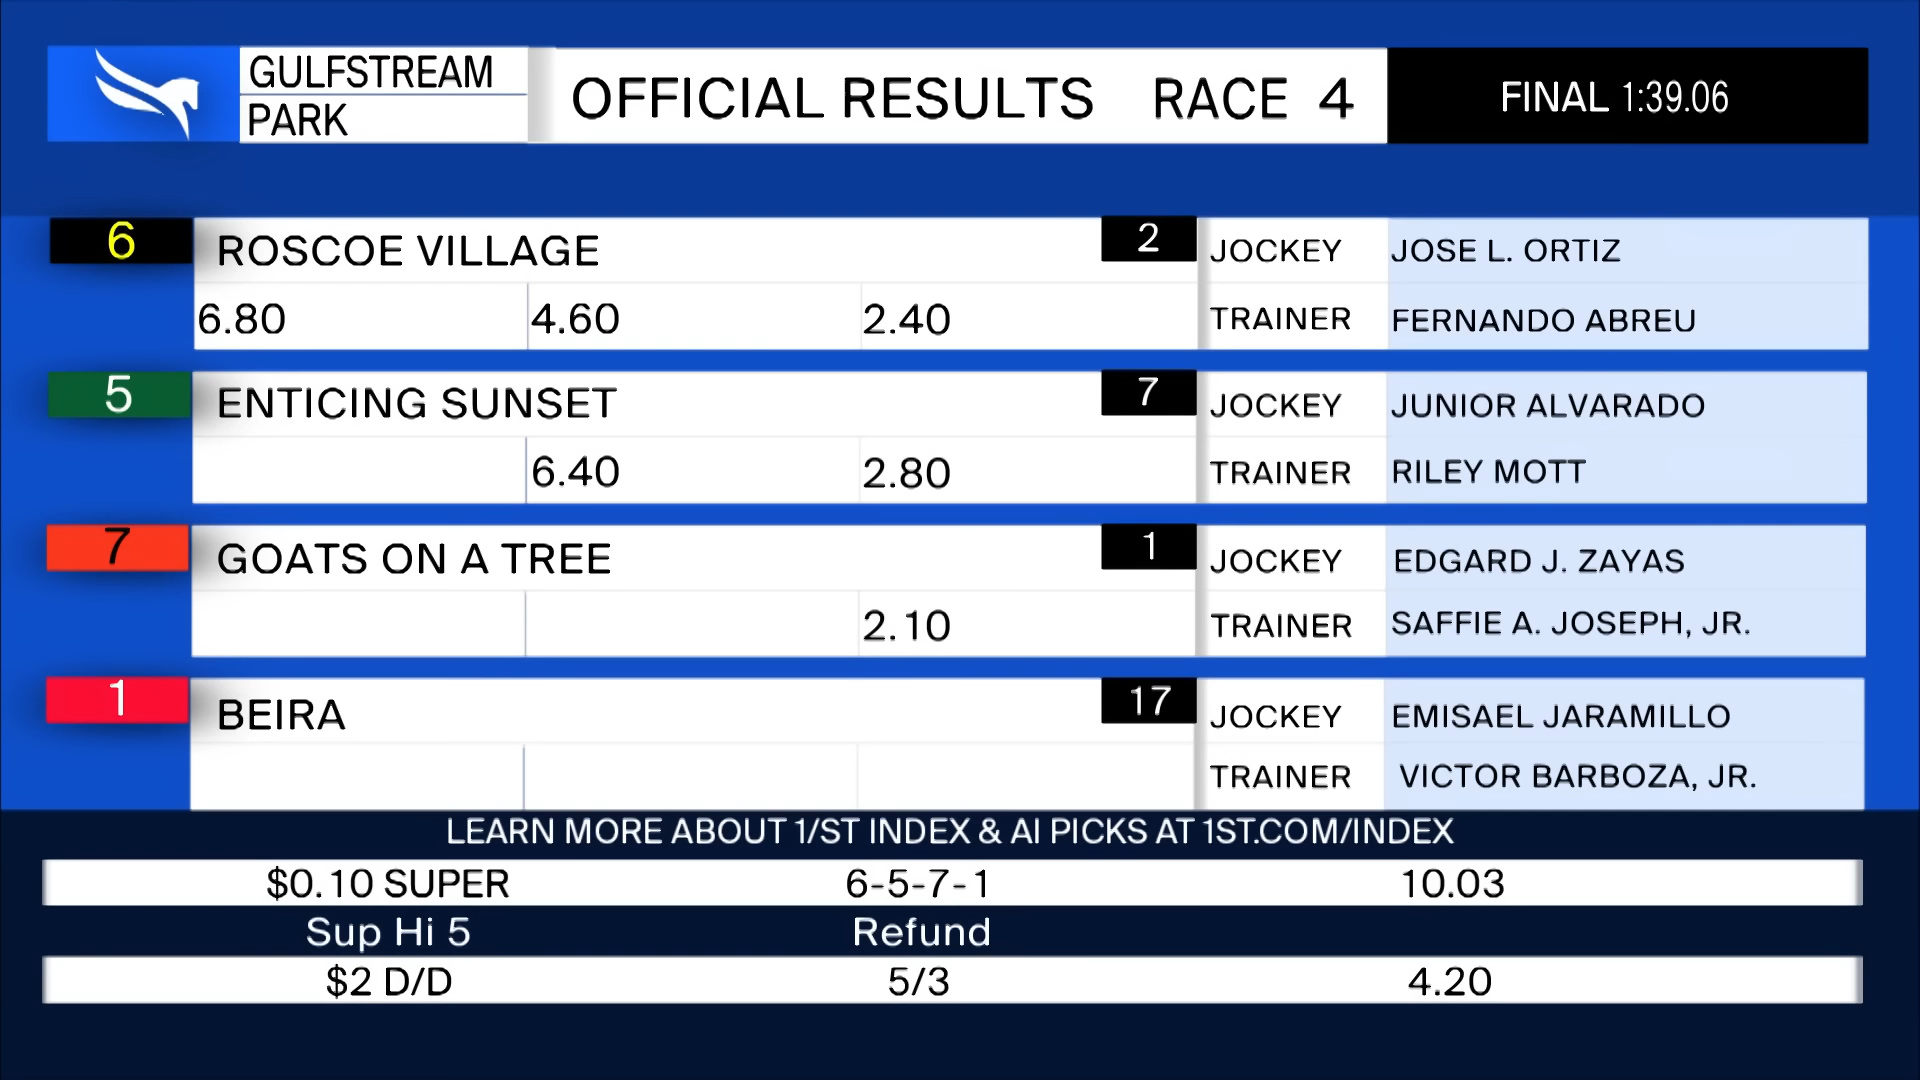 GULFSTREAM
PARK
OFFICIAL RESULTS RACE 4
FINAL 1:39.06
6 ROSCOE VILLAGE 2 JOCKEY JOSE L. ORTIZ
6.80 4.60 2.40 TRAINER FERNANDO ABREU
5 ENTICING SUNSET 7 JOCKEY JUNIOR ALVARADO
6.40 2.80 TRAINER RILEY MOTT
7 GOATS ON A TREE 1 JOCKEY EDGARD J. ZAYAS
2.10 TRAINER SAFFIE A. JOSEPH, JR.
1 BEIRA 17 JOCKEY EMISAEL JARAMILLO
TRAINER VICTOR BARBOZA, JR.
LEARN MORE ABOUT 1/ST INDEX & AI PICKS AT 1ST.COM/INDEX
$0.10 SUPER 6-5-7-1 10.03
Sup Hi 5 Refund
$2 D/D 5/3 4.20